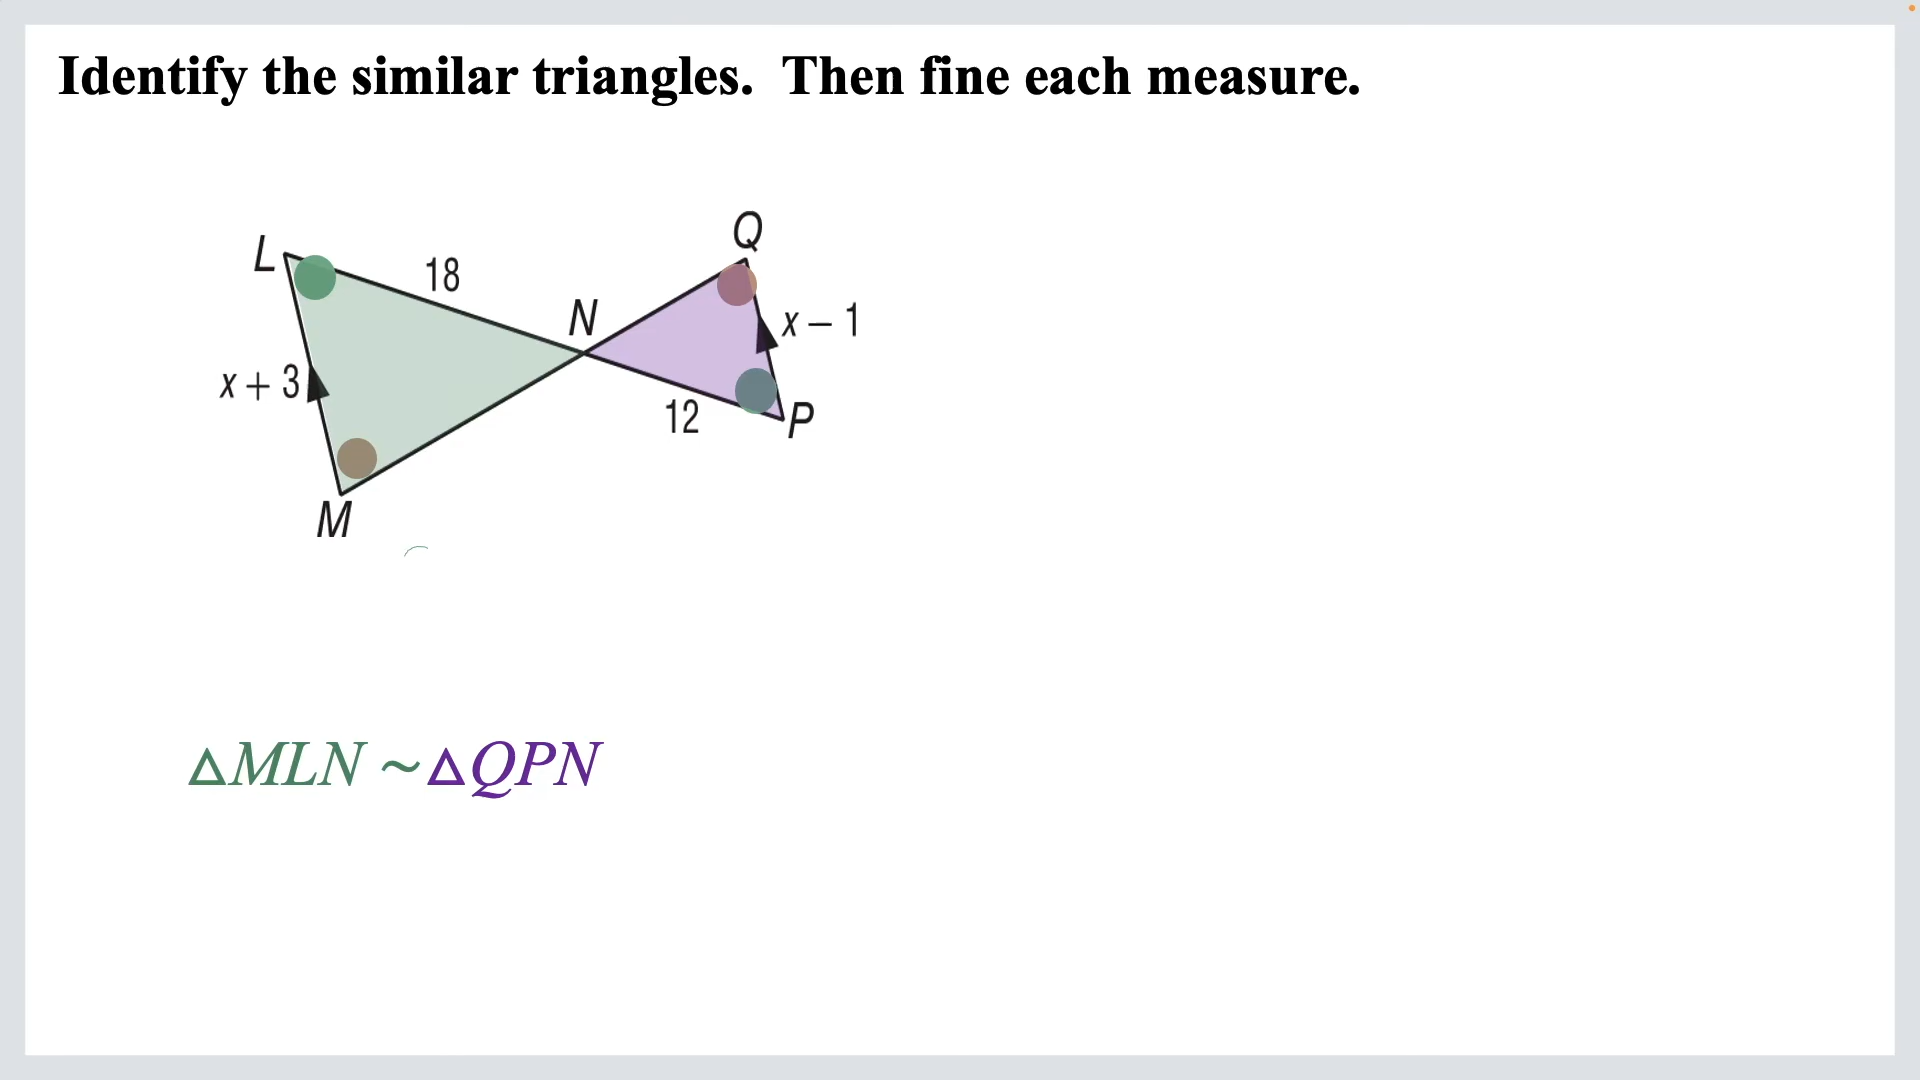 Identify the similar triangles. Then fine each measure.
Q
L
18
N
x – 1
x + 3
12
P
M
△MLN ~△QPN